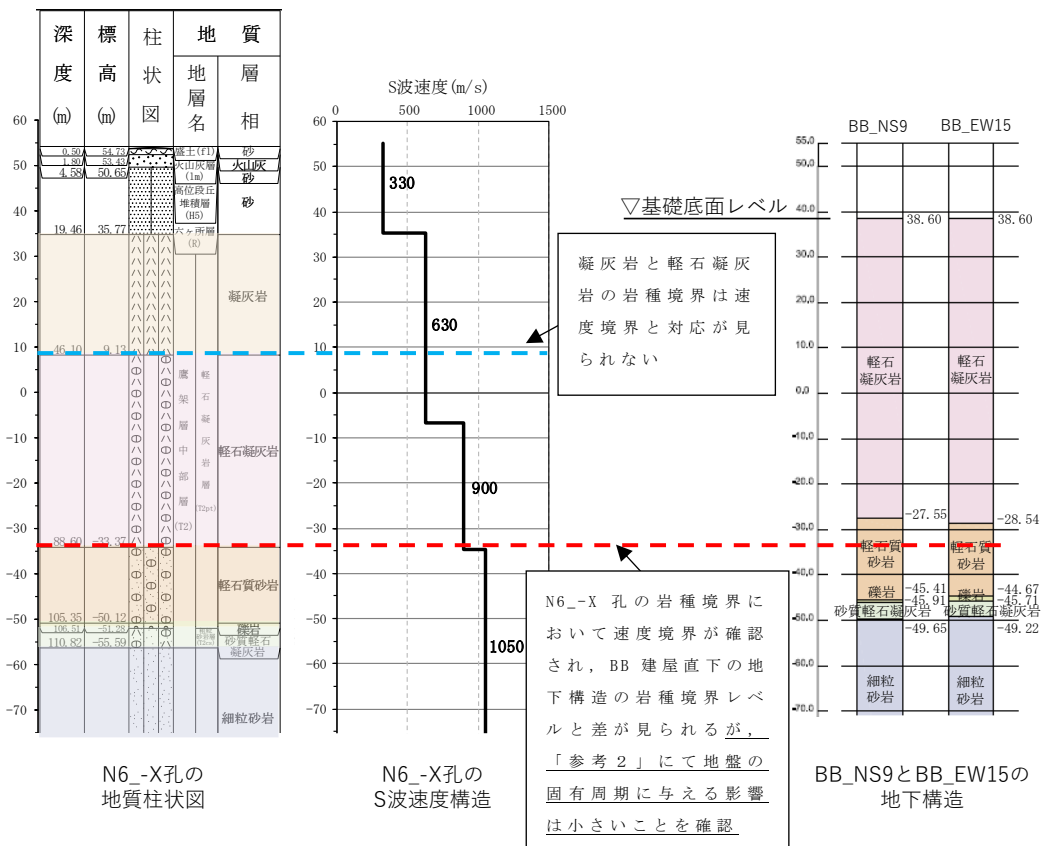 深度(m)
標高(m)
柱状図
地質
地層名
層相
60
50
40
30
20
10
0
-10
-20
-30
-40
-50
-60
-70
0.50 54.73 盛土(fl) 砂
1.80 53.43 火山灰層(lm) 火山灰
4.58 50.65 砂
高位段丘
堆積層
(H5)
砂
19.46 35.77 六ヶ所層
(R)
凝灰岩
46.10 9.13
鷹架層中部層(T2)
軽石凝灰岩層(T2pt)
軽石凝灰岩
88.60 -33.37
軽石質砂岩
105.35 -50.12
106.51 -51.28 礫岩
110.82 -55.59 砂質軽石
凝灰岩
細粒砂岩
N6_-X孔の
地質柱状図
S波速度(m/s)
0 500 1000 1500
60
50
40
30
20
10
0
-10
-20
-30
-40
-50
-60
-70
330
630
900
1050
N6_-X孔の
S波速度構造
凝灰岩と軽石凝灰
岩の岩種境界は速
度境界と対応が見
られない
N6_-X 孔の岩種境界に
おいて速度境界が確認
され，BB 建屋直下の地
下構造の岩種境界レベ
ルと差が見られるが，
「参考２」にて地盤の
固有周期に与える影響
は小さいことを確認
▽基礎底面レベル
BB_NS9 BB_EW15
55.0
50.0
40.0
30.0
20.0
10.0
0.0
-10.0
-20.0
-30.0
-40.0
-50.0
-60.0
-70.0
38.60 38.60
軽石
凝灰岩
軽石
凝灰岩
-27.55 -28.54
軽石質
砂岩
軽石質
砂岩
礫岩 -45.41 礫岩 -44.67
-45.91 -45.71
砂質軽石凝灰岩 砂質軽石凝灰岩
-49.65 -49.22
細粒
砂岩
細粒
砂岩
BB_NS9とBB_EW15の
地下構造